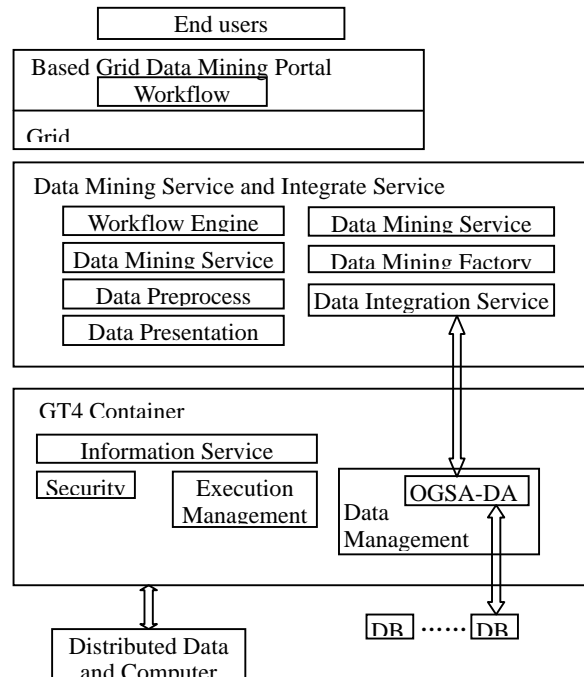 End users
Based Grid Data Mining Portal
Workflow
Grid
Data Mining Service and Integrate Service
Workflow Engine
Data Mining Service
Data Mining Service
Data Mining Factory
Data Preprocess
Data Integration Service
Data Presentation
GT4 Container
Information Service
Security
Execution
Management
OGSA-DA
Data
Management
DB ...... DB
Distributed Data
and Computer